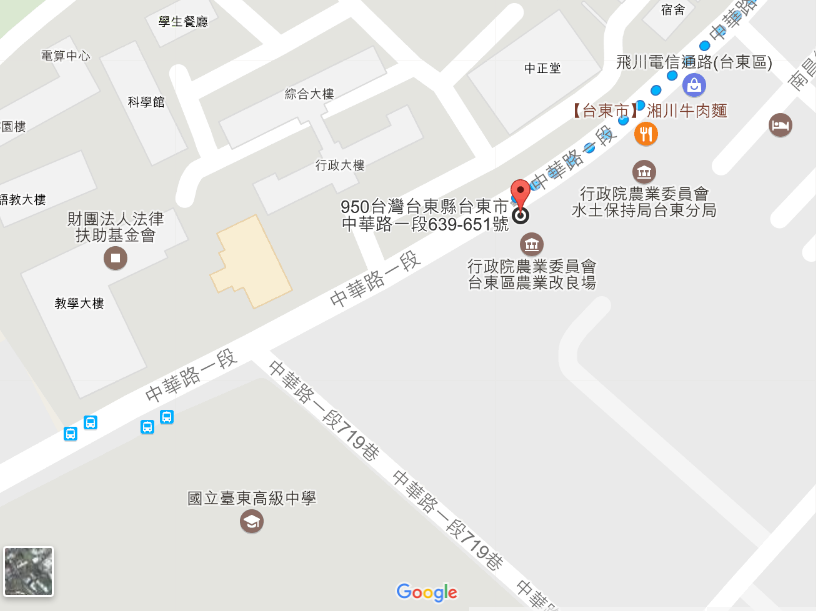 宿舍
中華路
學生餐廳
電算中心
中正堂
飛川電信通路(台東區)
南昌
綜合大樓
科學館
【台東市】湘川牛肉麵
園樓
中華路一段
行政大樓
語教大樓
行政院農業委員會
水土保持局台東分局
950台灣台東縣台東市
中華路一段639-651號
財團法人法律
扶助基金會
行政院農業委員會
台東區農業改良場
中華路一段
教學大樓
中華路一段
中華路一段719巷
中華路一段719巷
國立臺東高級中學
中華
Google